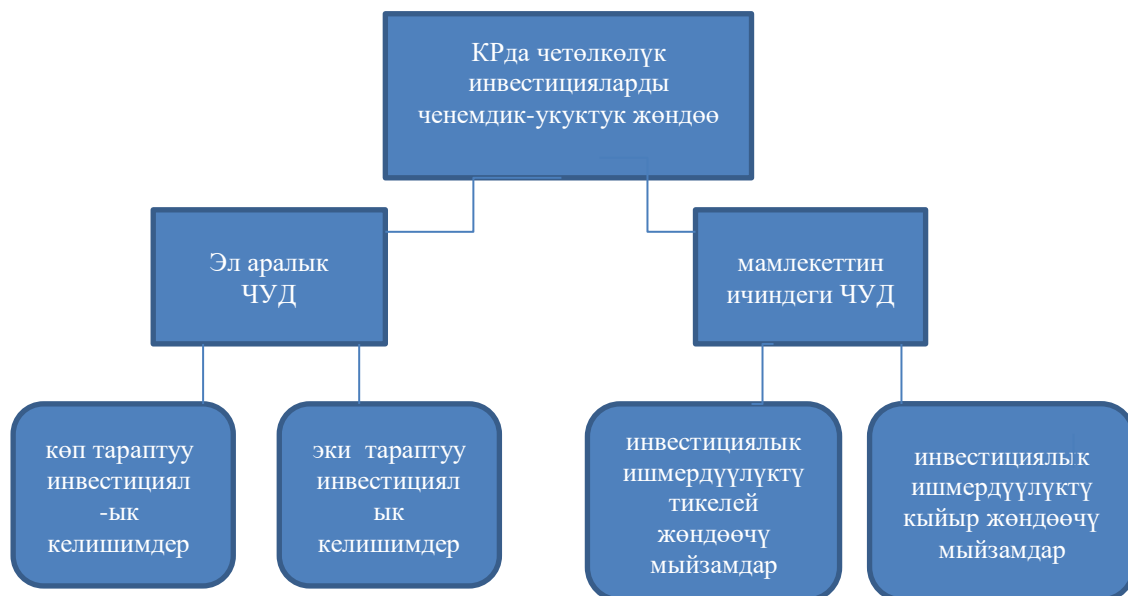 КРда четөлкөлүк
инвестицияларды
ченемдик-укуктук жөндөө
Эл аралык
ЧУД
мамлекеттин
ичиндеги ЧУД
көп тараптуу
инвестициял
-ык
келишимдер
эки тараптуу
инвестициял
ык
келишимдер
инвестициялык
ишмердүүлүктү
тикелей
жөндөөчү
мыйзамдар
инвестициялык
ишмердүүлүктү
кыйыр жөндөөчү
мыйзамдар